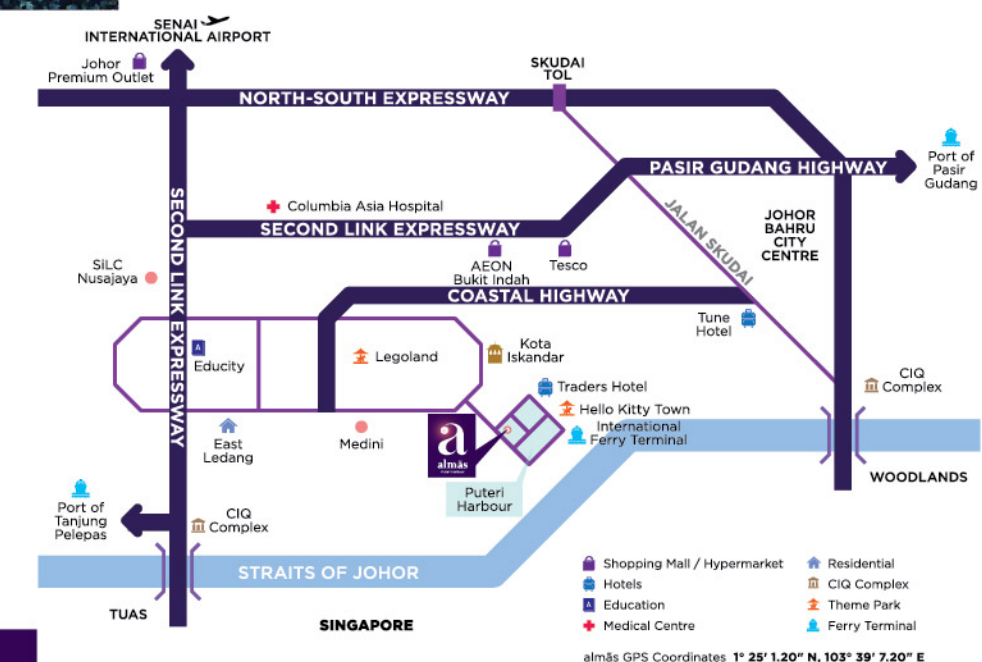 SENAI
INTERNATIONAL AIRPORT
Johor
Premium Outlet
SKUDAI
TOL
NORTH-SOUTH EXPRESSWAY
PASIR GUDANG HIGHWAY
Port of
Pasir
Gudang
Columbia Asia Hospital
SECOND LINK EXPRESSWAY
SECOND LINK EXPRESSWAY
JALAN SKUDAI
JOHOR
BAHRU
CITY
CENTRE
AEON
Bukit Indah
Tesco
SiLC
Nusajaya
COASTAL HIGHWAY
Tune
Hotel
A
Educity
Legoland
Kota
Iskandar
CIQ
Complex
Traders Hotel
Hello Kitty Town
International
Ferry Terminal
East
Ledang
Medini
a
almãs
Puteri
Harbour
WOODLANDS
Port of
Tanjung
Pelepas
CIQ
Complex
STRAITS OF JOHOR
TUAS
SINGAPORE
Shopping Mall / Hypermarket
Hotels
A Education
Medical Centre
Residential
CIQ Complex
Theme Park
Ferry Terminal
almãs GPS Coordinates 1° 25' 1.20" N, 103° 39' 7.20" E